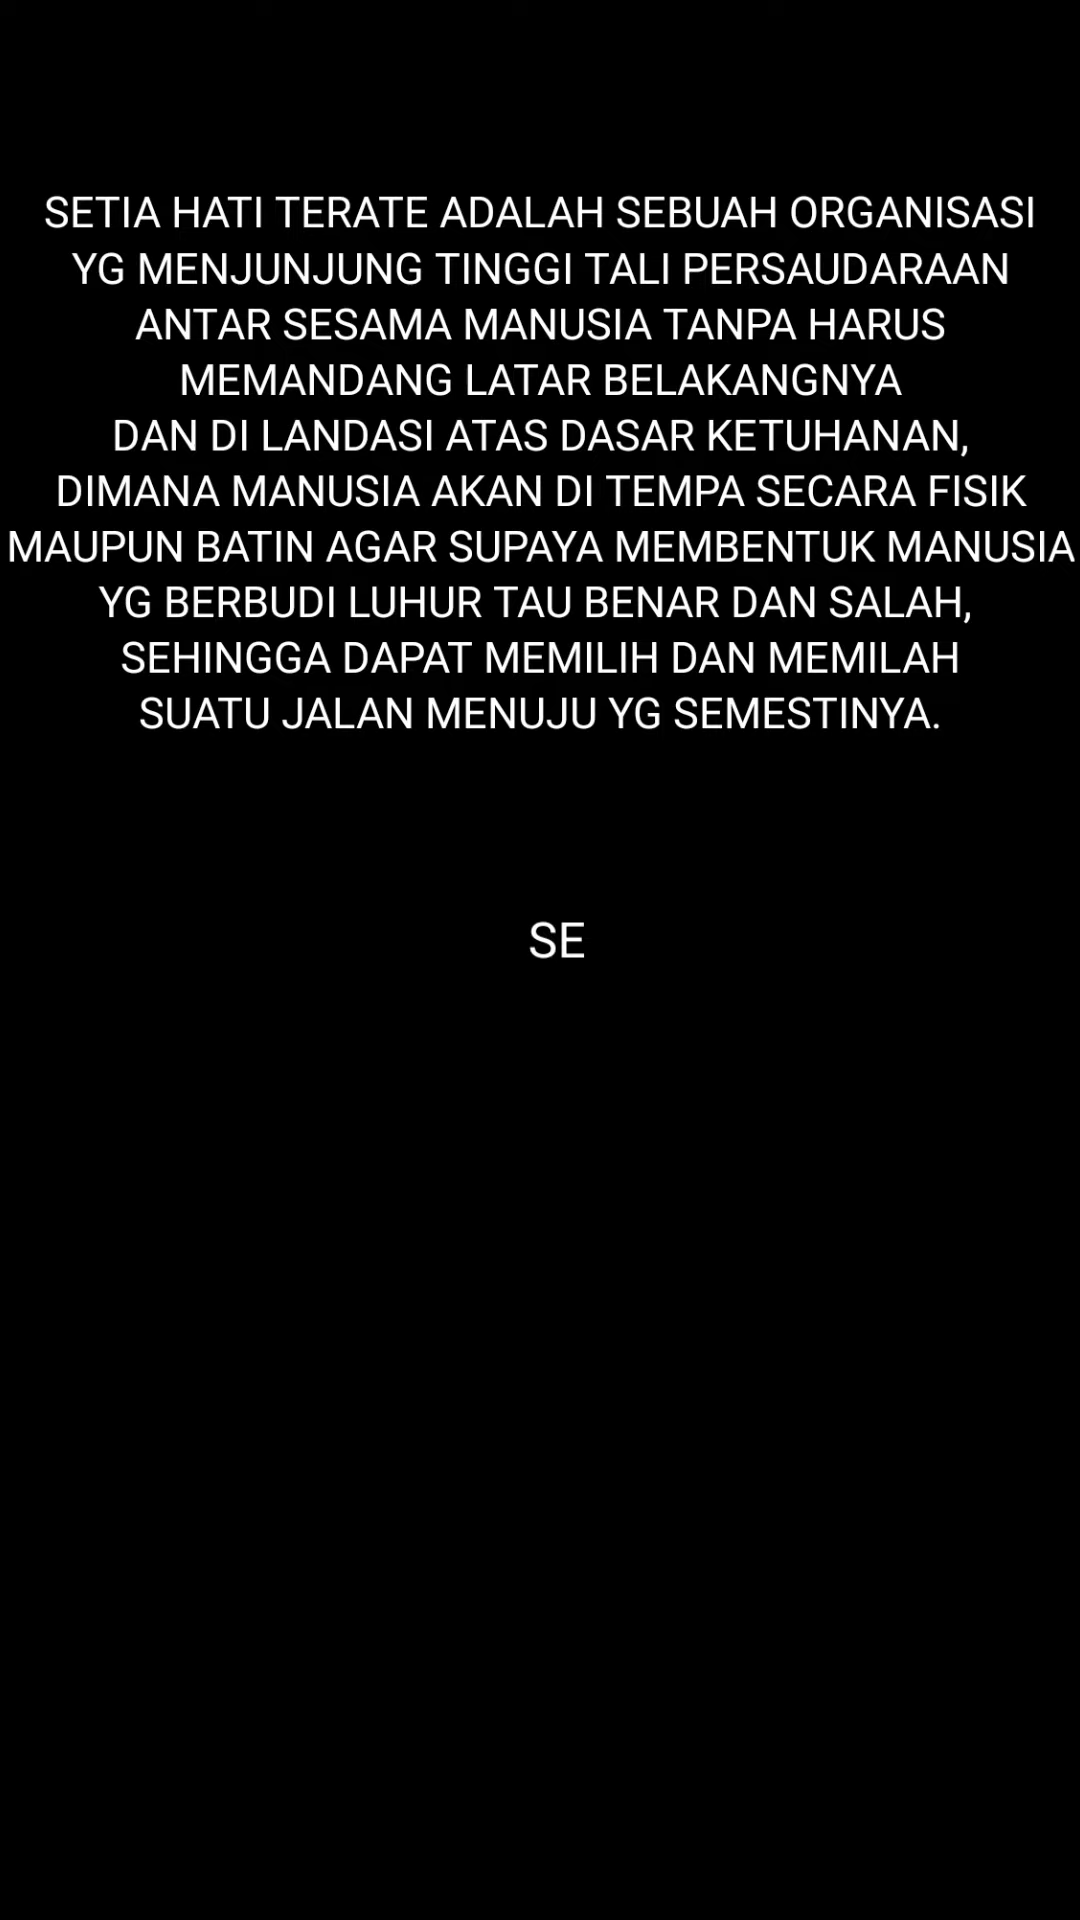 SETIA HATI TERATE ADALAH SEBUAH ORGANISASI
YG MENJUNJUNG TINGGI TALI PERSAUDARAAN
ANTAR SESAMA MANUSIA TANPA HARUS
MEMANDANG LATAR BELAKANGNYA
DAN DI LANDASI ATAS DASAR KETUHANAN,
DIMANA MANUSIA AKAN DI TEMPA SECARA FISIK
MAUPUN BATIN AGAR SUPAYA MEMBENTUK MANUSIA
YG BERBUDI LUHUR TAU BENAR DAN SALAH,
SEHINGGA DAPAT MEMILIH DAN MEMILAH
SUATU JALAN MENUJU YG SEMESTINYA.
SE